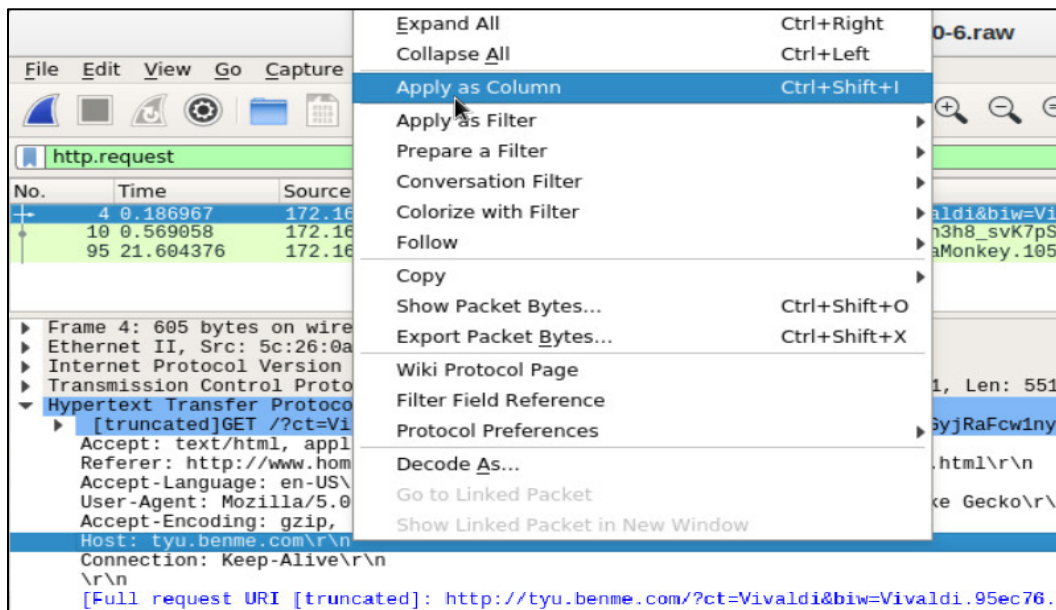 0-6.raw
File Edit View Go Capture
Expand All Ctrl+Right
Collapse All Ctrl+Left
Apply as Column Ctrl+Shift+I
Apply as Filter
Prepare a Filter
Conversation Filter
Colorize with Filter
Follow
Copy
Show Packet Bytes... Ctrl+Shift+O
Export Packet Bytes... Ctrl+Shift+X
Wiki Protocol Page
Filter Field Reference
Protocol Preferences
Decode As...
Go to Linked Packet
Show Linked Packet in New Window
http.request
No. Time Source
4 0.186967 172.16 aldi&biw=Vi
10 0.569058 172.16 n3h8_svK7pS
95 21.604376 172.16 aMonkey.105
Frame 4: 605 bytes on wire
Ethernet II, Src: 5c:26:0a
Internet Protocol Version
Transmission Control Proto 1, Len: 551
Hypertext Transfer Protoco
[truncated]GET /?ct=Vi GyjRaFcw1ny
Accept: text/html, appl
Referer: http://www.hom .html\r\n
Accept-Language: en-US\
User-Agent: Mozilla/5.0 ke Gecko\r\
Accept-Encoding: gzip,
Host: tyu.benme.com\r\n
Connection: Keep-Alive\r\n
\r\n
[Full request URI [truncated]: http://tyu.benme.com/?ct=Vivaldi&biw=Vivaldi.95ec76.